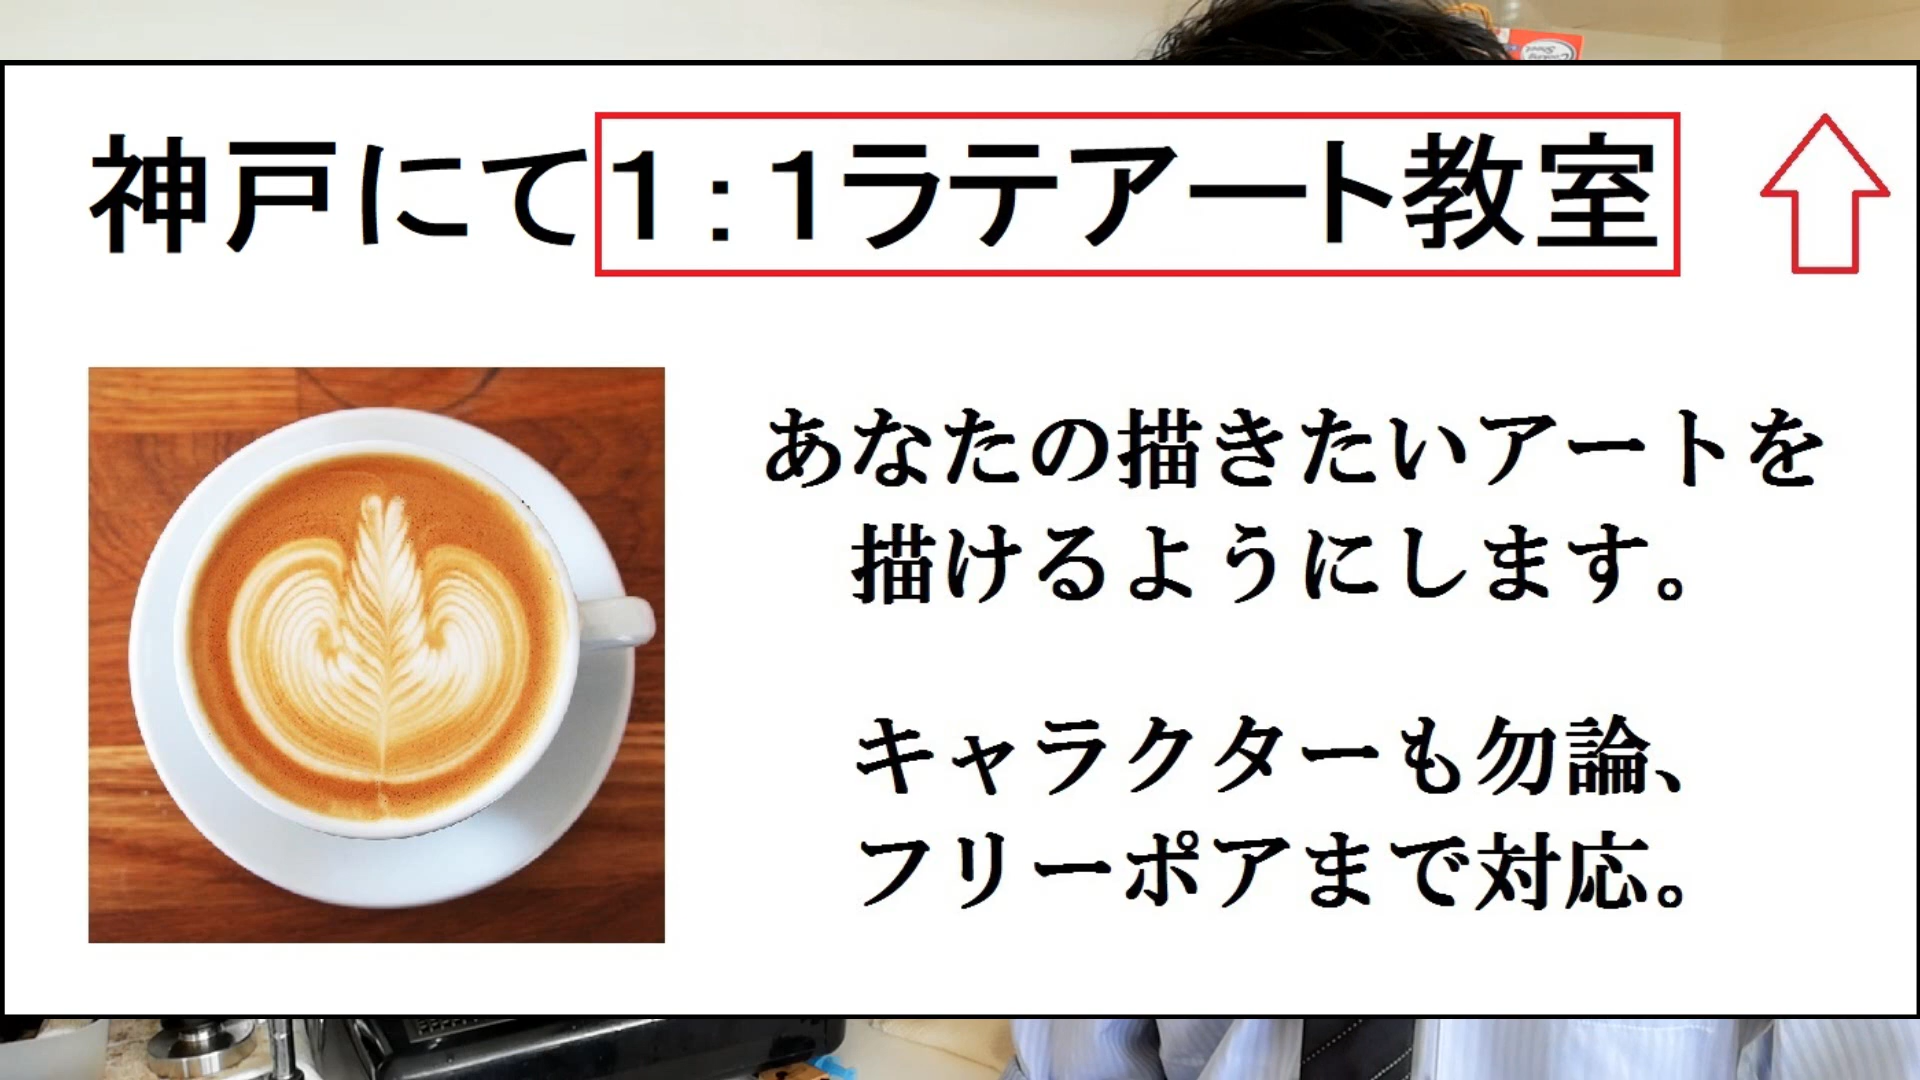 神戸にて1:1ラテアート教室
Cooking
Sheet
あなたの描きたいアートを
描けるようにします。
キャラクターも勿論、
フリーポアまで対応。